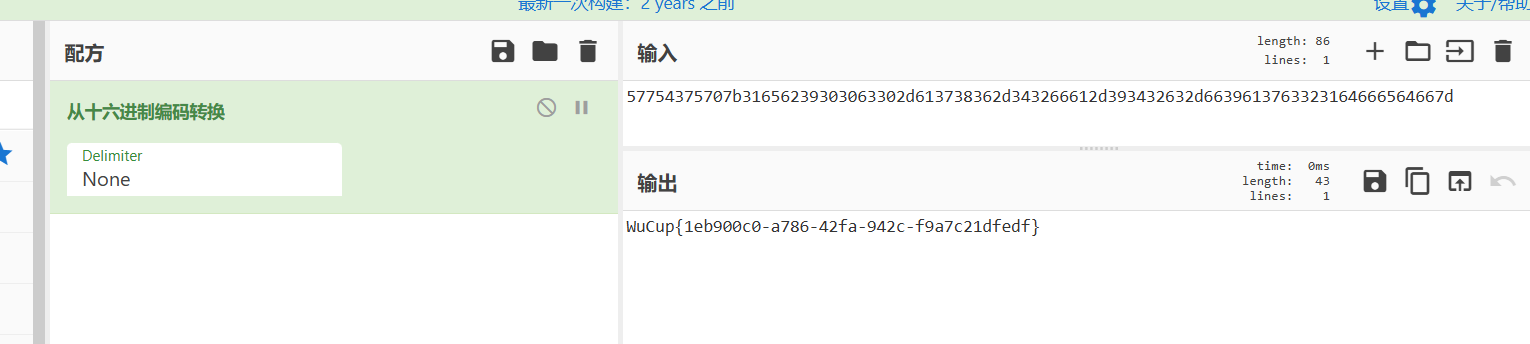 最新一次构建: 2 years 之前
设置 关于/帮助
配方
输入
length: 86
lines: 1
从十六进制编码转换
Delimiter
None
57754375707b31656239303063302d613738362d343266612d393432632d663961376332316466656466​7d
输出
time: 0ms
length: 43
lines: 1
WuCup{1eb900c0-a786-42fa-942c-f9a7c21dfedf}